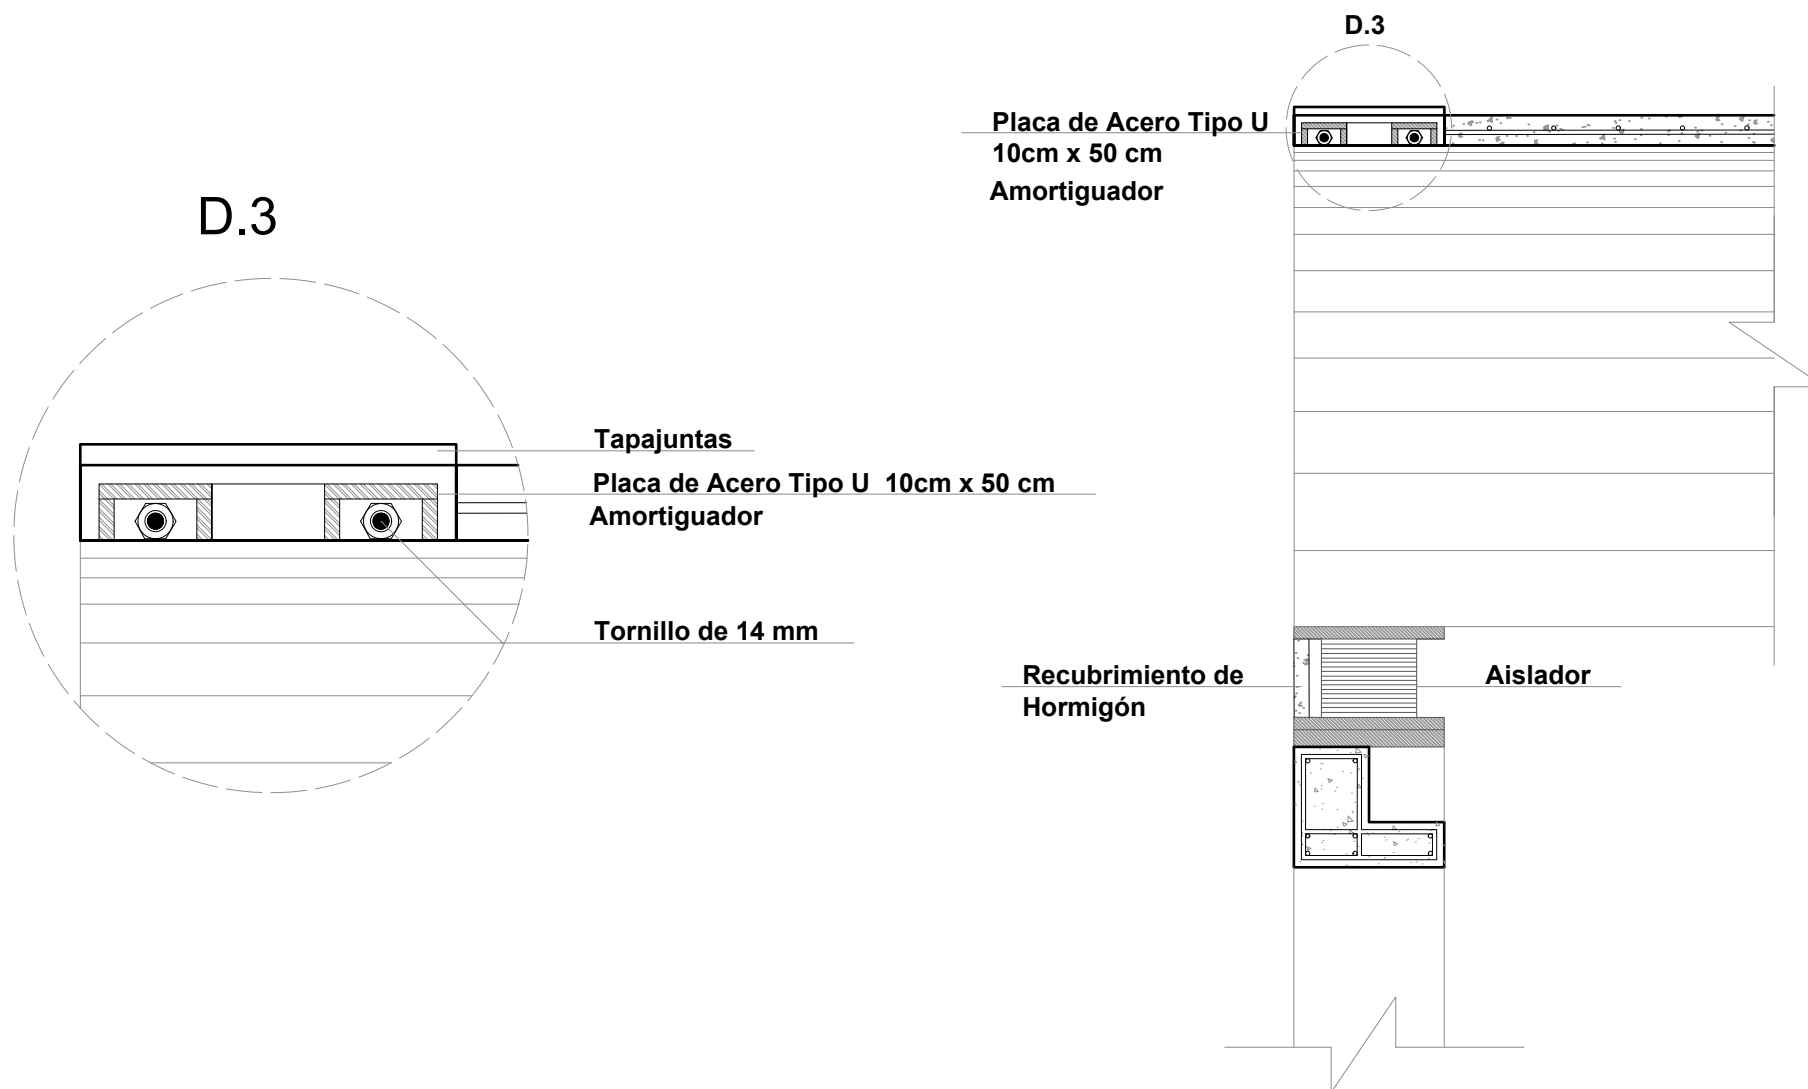 D.3
Tapajuntas
Placa de Acero Tipo U 10cm x 50 cm
Amortiguador
Tornillo de 14 mm
D.3
Placa de Acero Tipo U
10cm x 50 cm
Amortiguador
Recubrimiento de
Hormigón
Aislador